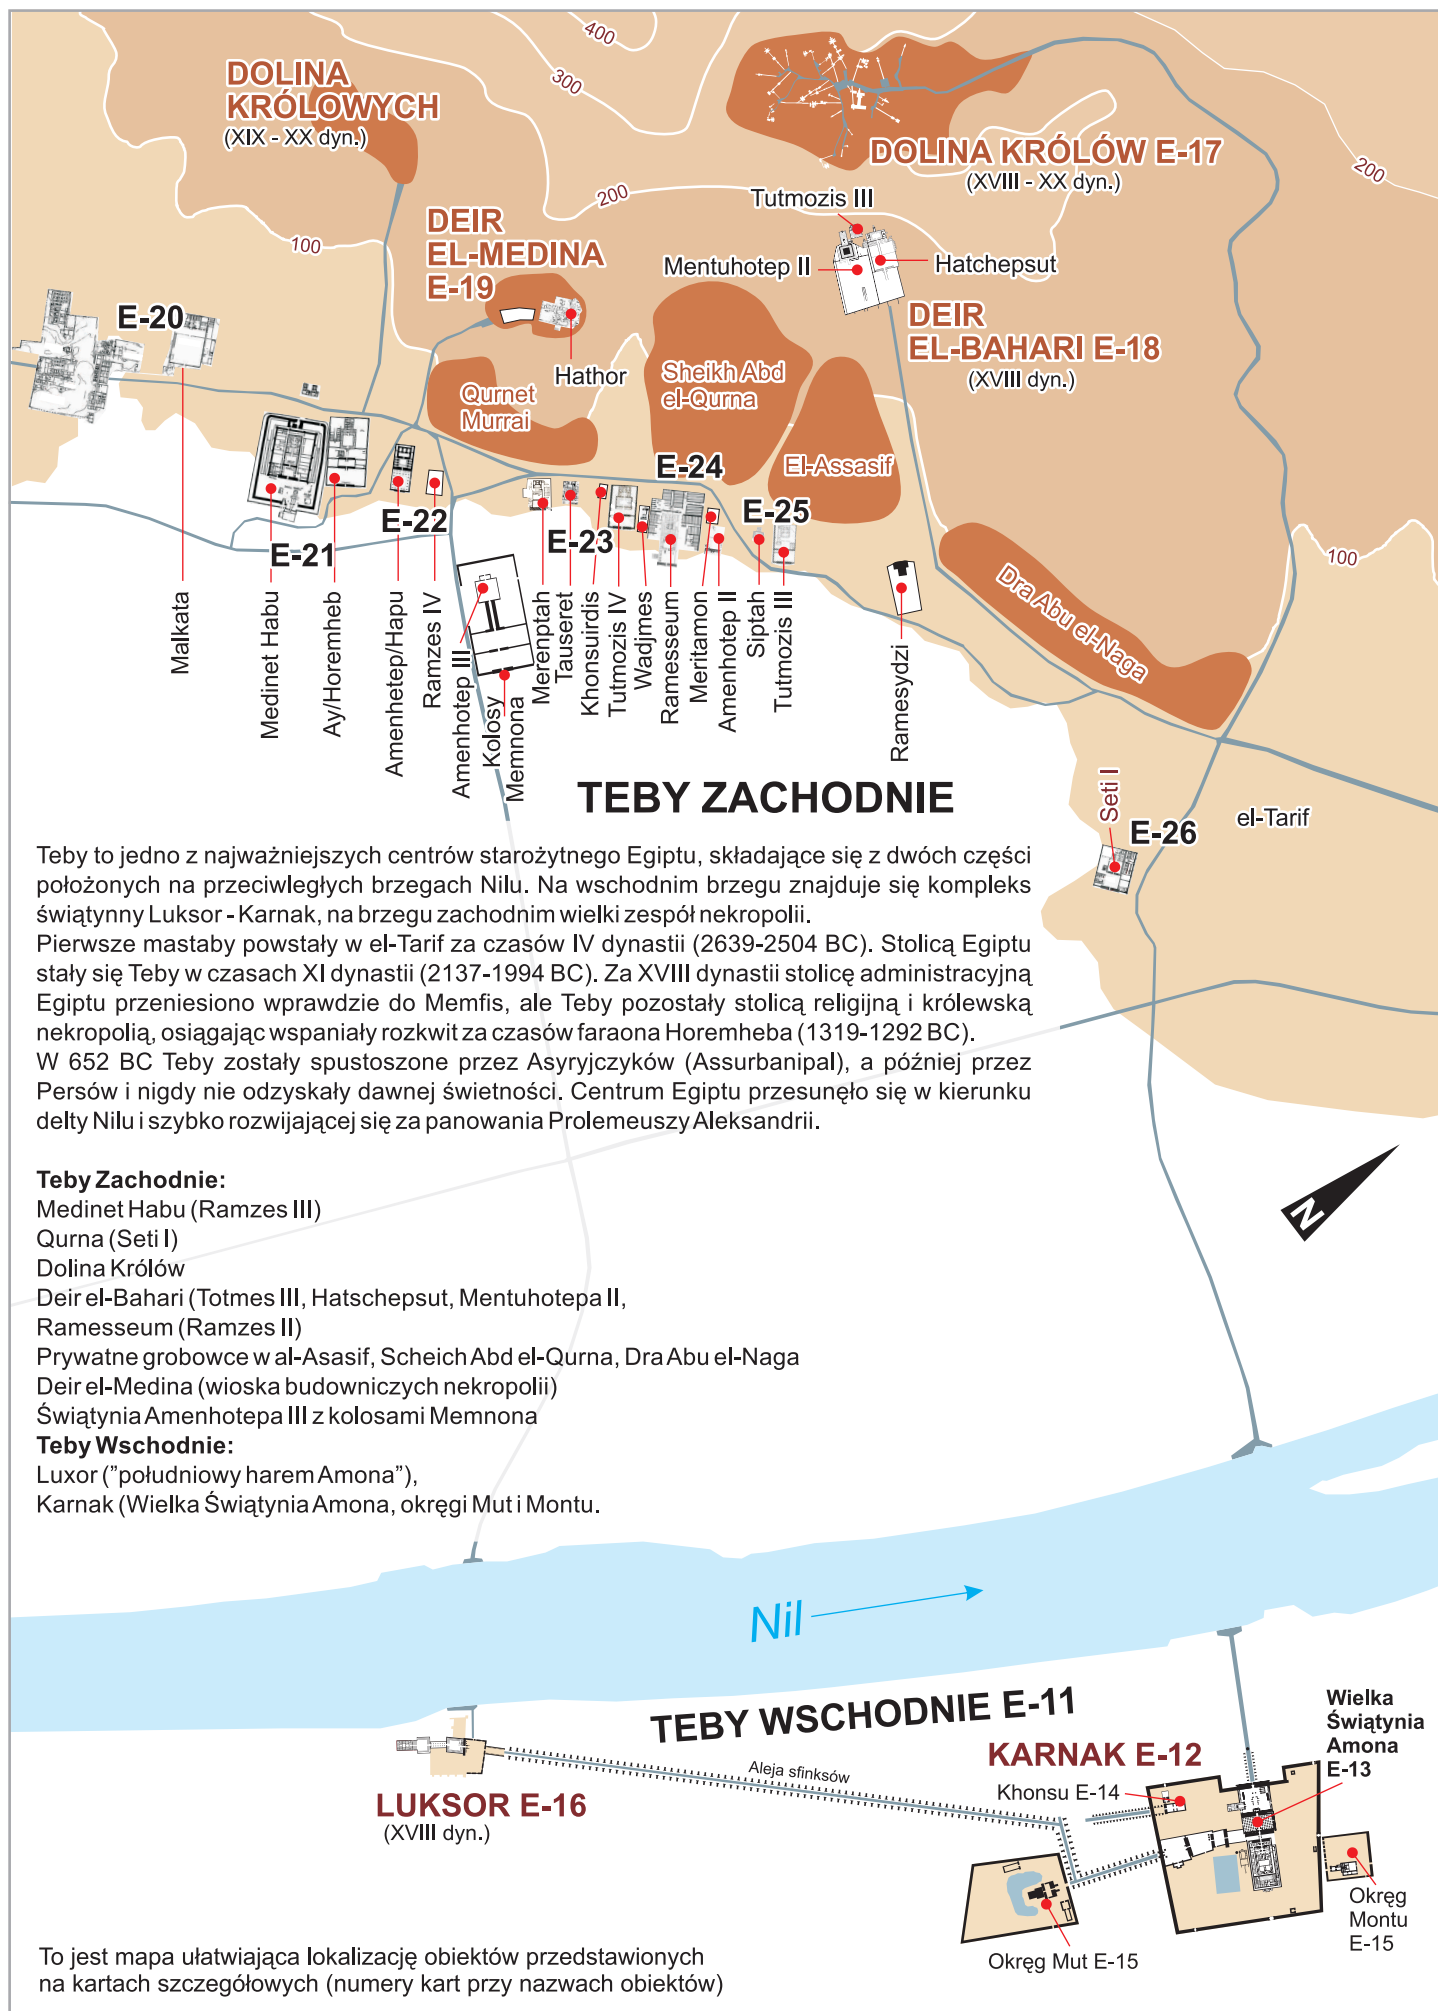 400
300
DOLINA
KRÓLOWYCH
(XIX - XX dyn.)
DOLINA KRÓLÓW E-17
(XVIII - XX dyn.)
200
200
100
Tutmozis III
Mentuhotep II
Hatchepsut
DEIR
EL-MEDINA
E-19
DEIR
EL-BAHARI E-18
(XVIII dyn.)
E-20
Hathor
Sheikh Abd
el-Qurna
Qurnet
Murrai
El-Assasif
E-24
E-25
E-22
E-23
E-21
100
Dra Abu el-Naga
Malkata
Medinet Habu
Ay/Horemheb
Amenhetep/Hapu
Ramzes IV
Amenhotep III
Kolosy
Memnona
Merenptah
Tauseret
Khonsuirdis
Tutmozis IV
Wadjmes
Ramesseum
Meritamon
Amenhotep II
Siptah
Tutmozis III
Ramesydzi
TEBY ZACHODNIE
Seti I
E-26
el-Tarif
Teby to jedno z najważniejszych centrów starożytnego Egiptu, składające się z dwóch części
położonych na przeciwległych brzegach Nilu. Na wschodnim brzegu znajduje się kompleks
świątynny Luksor - Karnak, na brzegu zachodnim wielki zespół nekropolii.
Pierwsze mastaby powstały w el-Tarif za czasów IV dynastii (2639-2504 BC). Stolicą Egiptu
stały się Teby w czasach XI dynastii (2137-1994 BC). Za XVIII dynastii stolicę administracyjną
Egiptu przeniesiono wprawdzie do Memfis, ale Teby pozostały stolicą religijną i królewską
nekropolią, osiągając wspaniały rozkwit za czasów faraona Horemheba (1319-1292 BC).
W 652 BC Teby zostały spustoszone przez Asyryjczyków (Assurbanipal), a później przez
Persów i nigdy nie odzyskały dawnej świetności. Centrum Egiptu przesunęło się w kierunku
delty Nilu i szybko rozwijającej się za panowania Prolemeuszy Aleksandrii.
Teby Zachodnie:
Medinet Habu (Ramzes III)
Qurna (Seti I)
Dolina Królów
Deir el-Bahari (Totmes III, Hatschepsut, Mentuhotepa II,
Ramesseum (Ramzes II)
Prywatne grobowce w al-Asasif, Scheich Abd el-Qurna, Dra Abu el-Naga
Deir el-Medina (wioska budowniczych nekropolii)
Świątynia Amenhotepa III z kolosami Memnona
Teby Wschodnie:
Luxor ("południowy harem Amona"),
Karnak (Wielka Świątynia Amona, okręgi Mut i Montu.
N
Nil
TEBY WSCHODNIE E-11
Wielka
Świątynia
Amona
E-13
KARNAK E-12
Khonsu E-14
Aleja sfinksów
LUKSOR E-16
(XVIII dyn.)
Okręg
Montu
E-15
Okręg Mut E-15
To jest mapa ułatwiająca lokalizację obiektów przedstawionych
na kartach szczegółowych (numery kart przy nazwach obiektów)